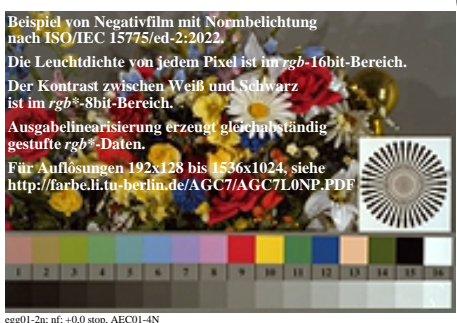 Beispiel von Negativfilm mit Normbelichtung
nach ISO/IEC 15775/ed-2:2022.
Die Leuchtdichte von jedem Pixel ist im rgb-16bit-Bereich.
Der Kontrast zwischen Weiß und Schwarz
ist im rgb*-8bit-Bereich.
Ausgabelinearisierung erzeugt gleichabständig
gestufte rgb*-Daten.
Für Auflösungen 192x128 bis 1536x1024, siehe
http://farbe.li.tu-berlin.de/AGC7/AGC7L0NP.PDF
1 2 3 4 5 6 7 8 9 10 11 12 13 14 15 16
egg01-2n; nf; +0.0 stop, AEC01-4N